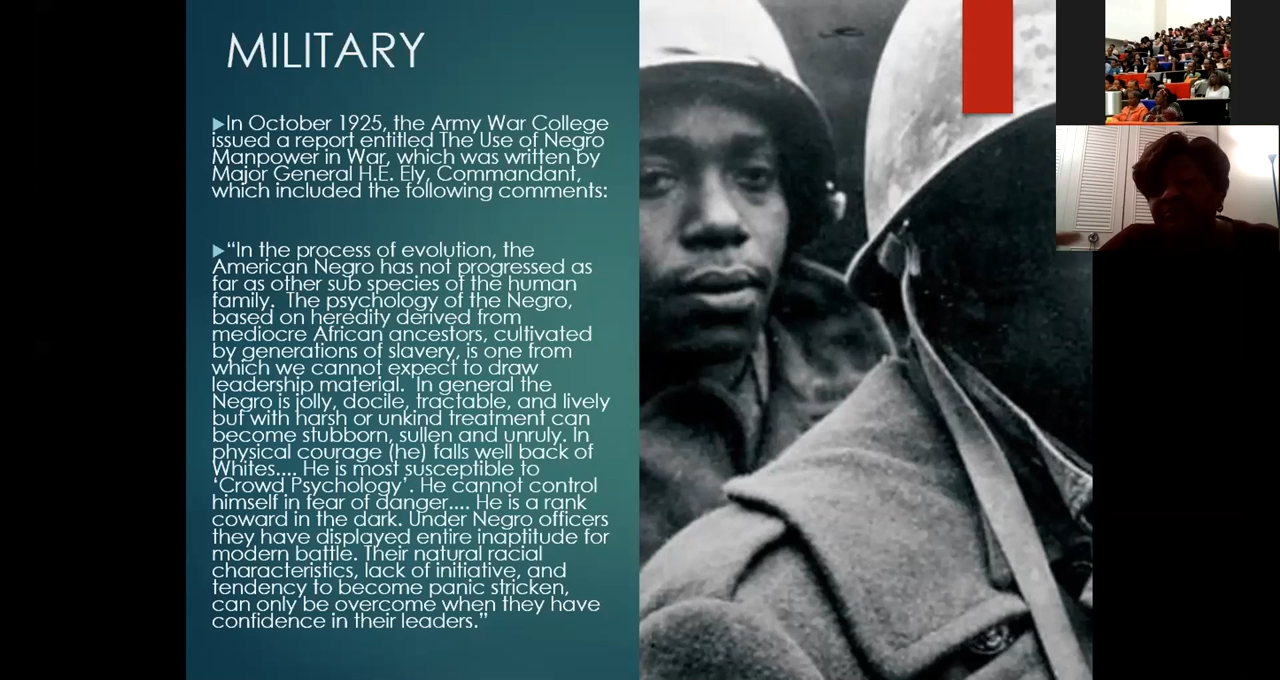 MILITARY
In October 1925, the Army War College
issued a report entitled The Use of Negro
Manpower in War, which was written by
Major General H.E. Ely, Commandant,
which included the following comments:
“In the process of evolution, the
American Negro has not progressed as
far as other sub species of the human
family.  The psychology of the Negro,
based on heredity derived from
mediocre African ancestors, cultivated
by generations of slavery, is one from
which we cannot expect to draw
leadership material.  In general the
Negro is jolly, docile, tractable, and lively
but with harsh or unkind treatment can
become stubborn, sullen and unruly. In
physical courage (he) falls well back of
Whites.... He is most susceptible to
‘Crowd Psychology’. He cannot control
himself in fear of danger.... He is a rank
coward in the dark. Under Negro officers
they have displayed entire inaptitude for
modern battle. Their natural racial
characteristics, lack of initiative, and
tendency to become panic stricken,
can only be overcome when they have
confidence in their leaders.”